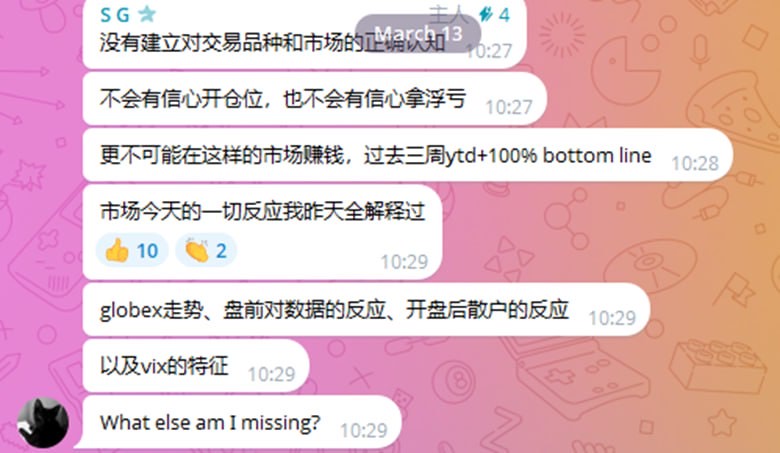 S G 主人 4
March 13
没有建立对交易品种和市场的正确认知 10:27
不会有信心开仓位，也不会有信心拿浮亏 10:27
更不可能在这样的市场赚钱，过去三周ytd+100% bottom line 10:28
市场今天的一切反应我昨天全解释过
10 2
10:29
globex走势、盘前对数据的反应、开盘后散户的反应 10:29
以及vix的特征 10:29
What else am I missing? 10:29